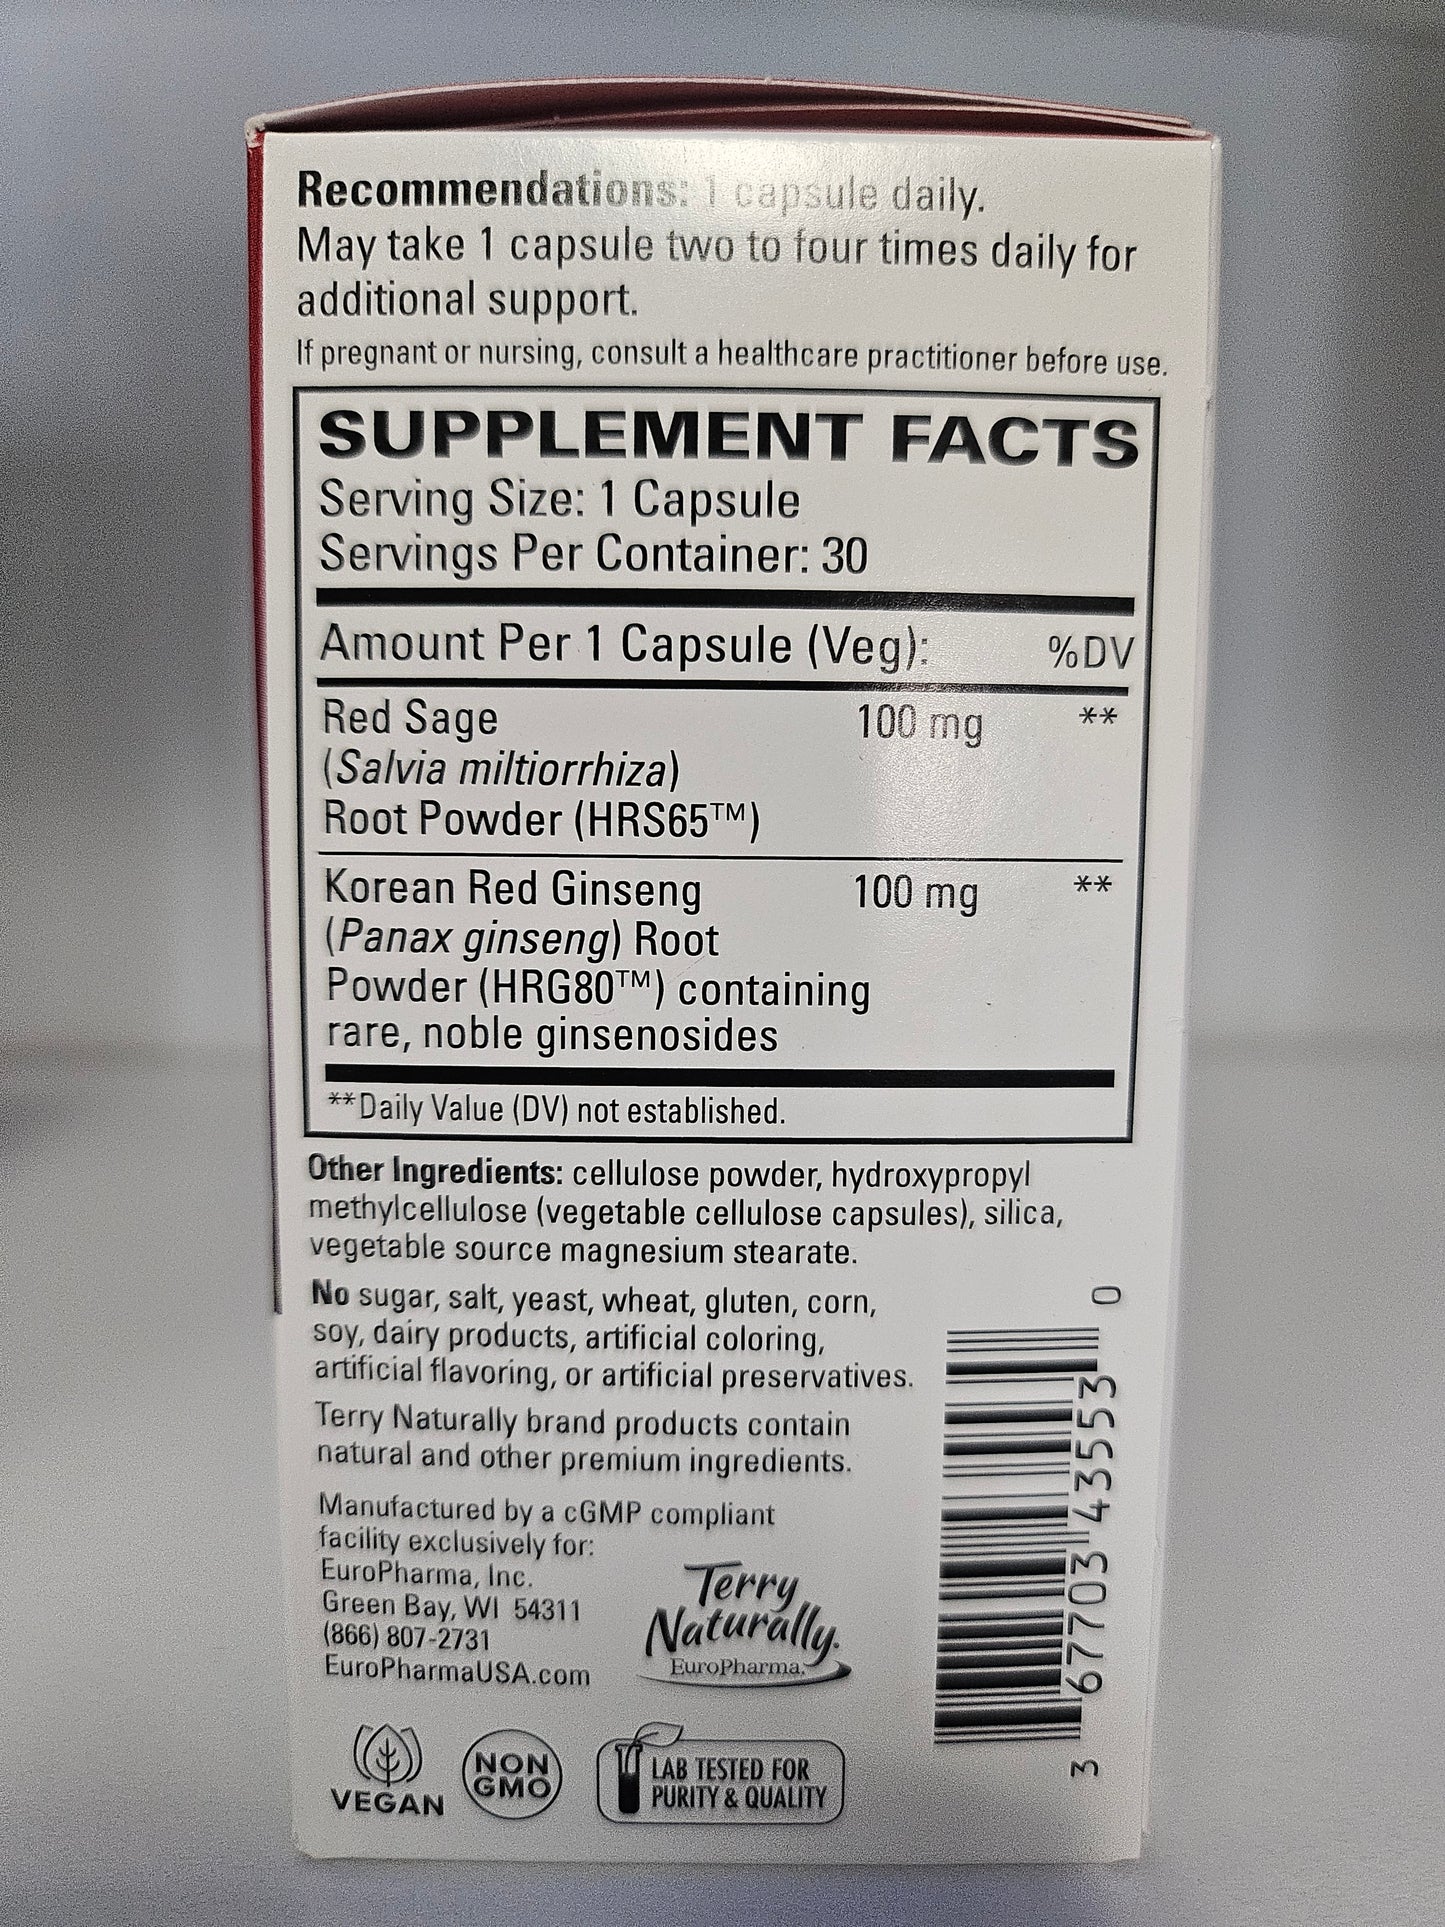 Recommendations: 1 capsule daily.
May take 1 capsule two to four times daily for
additional support.
If pregnant or nursing, consult a healthcare practitioner before use.
SUPPLEMENT FACTS
Serving Size: 1 Capsule
Servings Per Container: 30
Amount Per 1 Capsule (Veg): %DV
Red Sage 100 mg **
(Salvia miltiorrhiza)
Root Powder (HRS65™)
Korean Red Ginseng 100 mg **
(Panax ginseng) Root
Powder (HRG80™) containing
rare, noble ginsenosides
**Daily Value (DV) not established.
Other Ingredients: cellulose powder, hydroxypropyl
methylcellulose (vegetable cellulose capsules), silica,
vegetable source magnesium stearate.
No sugar, salt, yeast, wheat, gluten, corn,
soy, dairy products, artificial coloring,
artificial flavoring, or artificial preservatives.
Terry Naturally brand products contain
natural and other premium ingredients.
Manufactured by a cGMP compliant
facility exclusively for:
EuroPharma, Inc.
Green Bay, WI 54311
(866) 807-2731
EuroPharmaUSA.com
Terry
Naturally.
EuroPharma.
3 67703 43553 0
VEGAN
NON
GMO
LAB TESTED FOR
PURITY & QUALITY